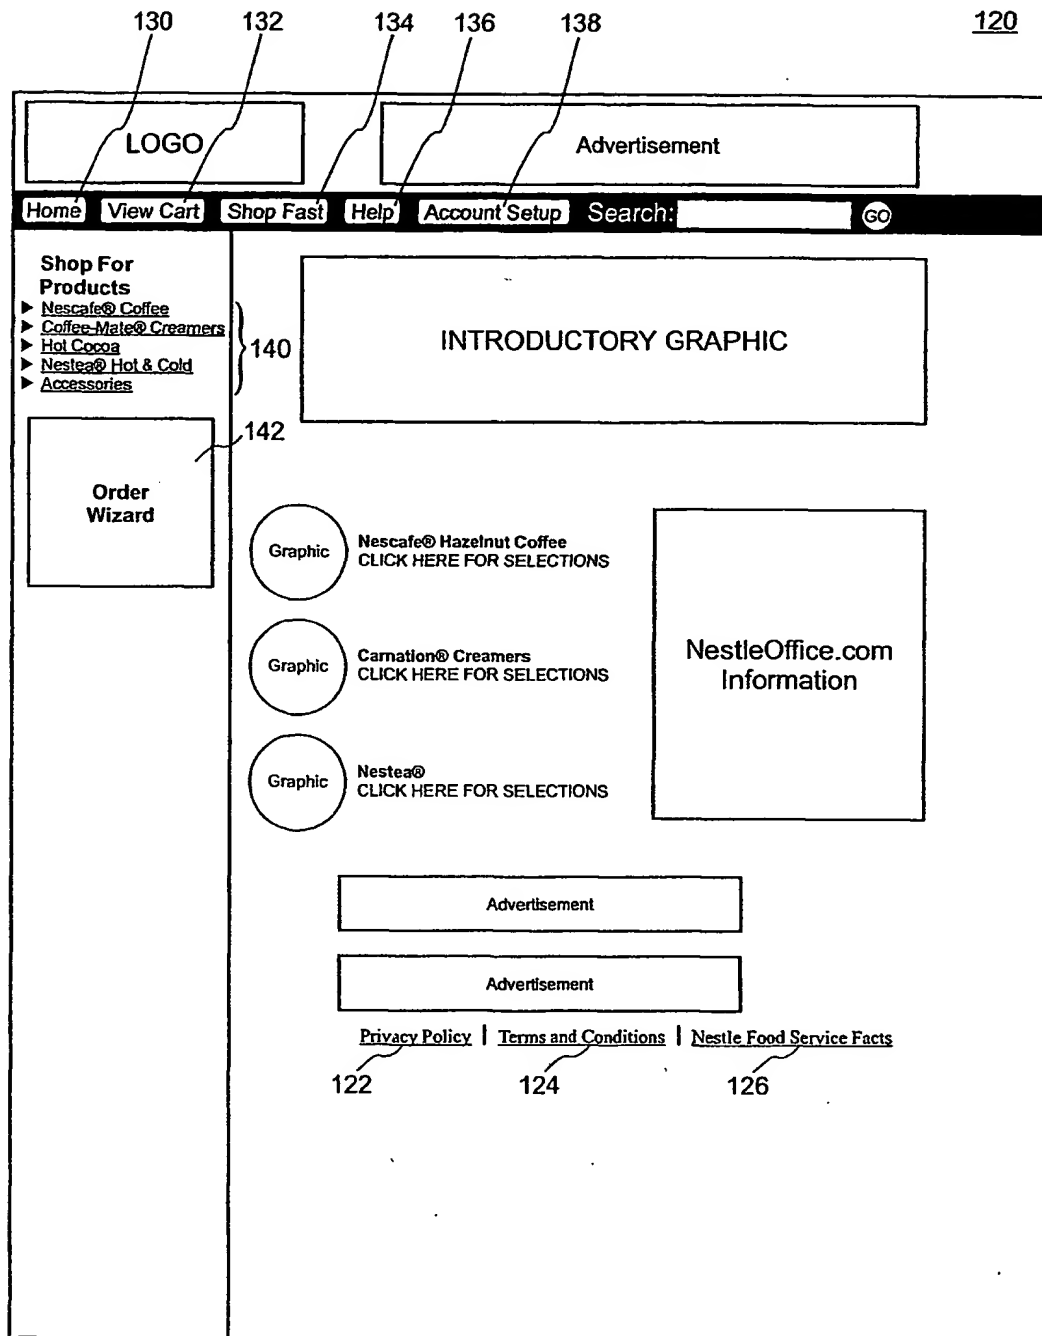 130 132 134 136 138 120
LOGO
Advertisement
Home View Cart Shop Fast Help Account Setup Search: GO
Shop For
Products
Nescafe® Coffee
Coffee-Mate® Creamers
Hot Cocoa
Nestea® Hot & Cold
Accessories
140
INTRODUCTORY GRAPHIC
142
Order
Wizard
Graphic
Nescafe® Hazelnut Coffee
CLICK HERE FOR SELECTIONS
Graphic
Carnation® Creamers
CLICK HERE FOR SELECTIONS
Graphic
Nestea®
CLICK HERE FOR SELECTIONS
NestleOffice.com
Information
Advertisement
Advertisement
Privacy Policy | Terms and Conditions | Nestle Food Service Facts
122 124 126